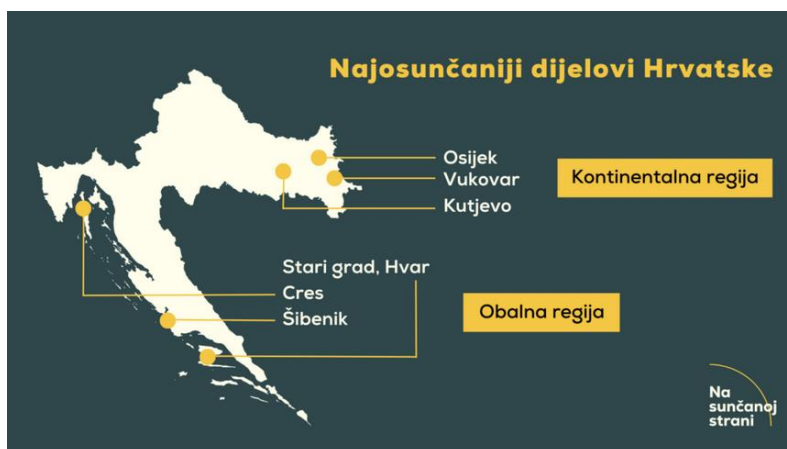 Najosunčaniji dijelovi Hrvatske
Osijek
Vukovar
Kutjevo
Kontinentalna regija
Stari grad, Hvar
Cres
Šibenik
Obalna regija
Na
sunčanoj
strani